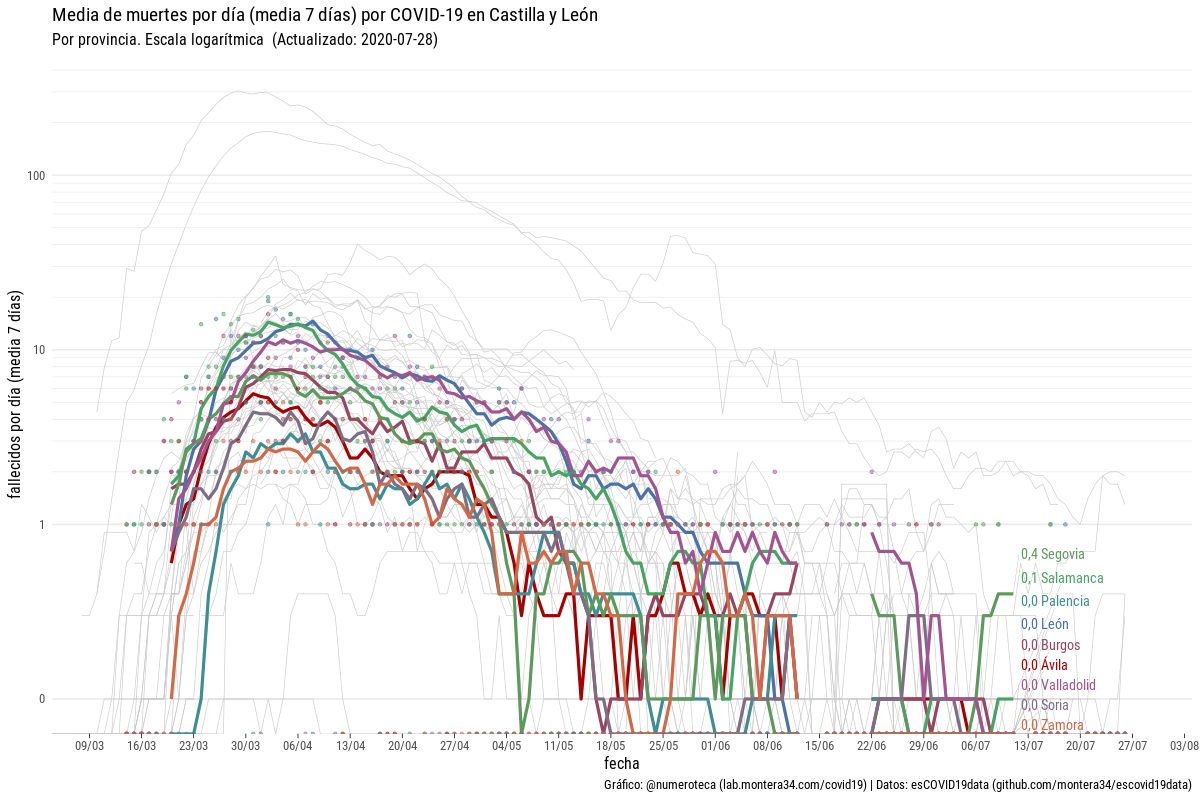 Media de muertes por día (media 7 días) por COVID-19 en Castilla y León
Por provincia. Escala logarítmica (Actualizado: 2020-07-28)
fallecidos por día (media 7 días)
100
10
1
0
0,4 Segovia
0,1 Salamanca
0,0 Palencia
0,0 León
0,0 Burgos
0,0 Ávila
0,0 Valladolid
0,0 Soria
0,0 Zamora
09/03 16/03 23/03 30/03 06/04 13/04 20/04 27/04 04/05 11/05 18/05 25/05 01/06 08/06 15/06 22/06 29/06 06/07 13/07 20/07 27/07 03/08
fecha
Gráfico: @numeroteca (lab.montera34.com/covid19) | Datos: esCOVID19data (github.com/montera34/escovid19data)